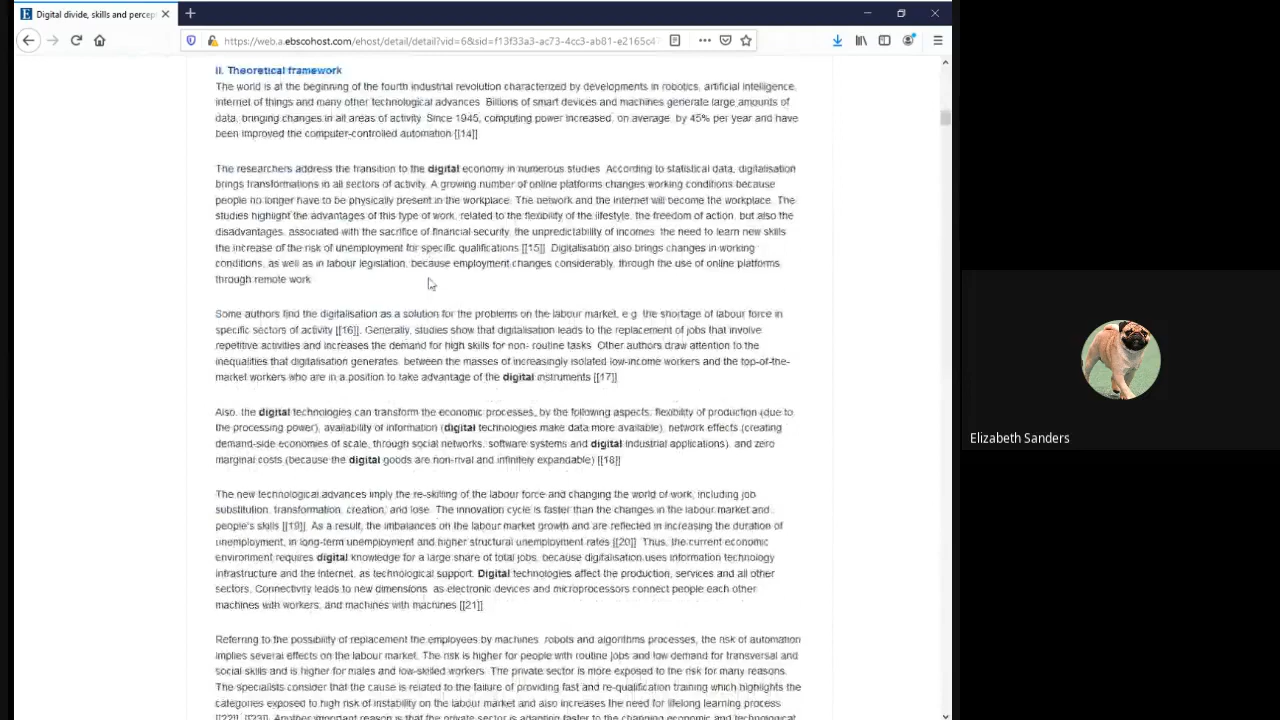 Digital divide, skills and percep
https://web.a.ebscohost.com/ehost/detail/detail?vid=6&sid=f13f33a3-ac73-4cc3-ab81-e2165c47
II. Theoretical framework
The world is at the beginning of the fourth industrial revolution characterized by developments in robotics, artificial intelligence,
internet of things and many other technological advances. Billions of smart devices and machines generate large amounts of
data, bringing changes in all areas of activity. Since 1945, computing power increased, on average, by 45% per year and have
been improved the computer-controlled automation [[14]]
The researchers address the transition to the digital economy in numerous studies. According to statistical data, digitalisation
brings transformations in all sectors of activity. A growing number of online platforms changes working conditions because
people no longer have to be physically present in the workplace. The network and the internet will become the workplace. The
studies highlight the advantages of this type of work, related to the flexibility of the lifestyle, the freedom of action, but also the
disadvantages, associated with the sacrifice of financial security, the unpredictability of incomes, the need to learn new skills
the increase of the risk of unemployment for specific qualifications [[15]]. Digitalisation also brings changes in working
conditions, as well as in labour legislation, because employment changes considerably, through the use of online platforms
through remote work
Some authors find the digitalisation as a solution for the problems on the labour market, e.g. the shortage of labour force in
specific sectors of activity [[16]]. Generally, studies show that digitalisation leads to the replacement of jobs that involve
repetitive activities and increases the demand for high skills for non- routine tasks. Other authors draw attention to the
inequalities that digitalisation generates, between the masses of increasingly isolated low-income workers and the top-of-the-
market workers who are in a position to take advantage of the digital instruments [[17]]
Also, the digital technologies can transform the economic processes, by the following aspects, flexibility of production (due to
the processing power), availability of information (digital technologies make data more available), network effects (creating
demand-side economies of scale, through social networks, software systems and digital industrial applications), and zero
marginal costs (because the digital goods are non-rival and infinitely expandable) [[18]]
The new technological advances imply the re-skilling of the labour force and changing the world of work, including job
substitution, transformation, creation, and lose. The innovation cycle is faster than the changes in the labour market and
people's skills [[19]]. As a result, the imbalances on the labour market growth and are reflected in increasing the duration of
unemployment, in long-term unemployment and higher structural unemployment rates [[20]]. Thus, the current economic
environment requires digital knowledge for a large share of total jobs, because digitalisation uses information technology
infrastructure and the Internet, as technological support. Digital technologies affect the production, services and all other
sectors. Connectivity leads to new dimensions, as electronic devices and microprocessors connect people each other
machines with workers, and machines with machines [[21]]
Referring to the possibility of replacement the employees by machines, robots and algorithms processes, the risk of automation
implies several effects on the labour market. The risk is higher for people with routine jobs and low demand for transversal and
social skills and is higher for males and low-skilled workers. The private sector is more exposed to the risk for many reasons.
The specialists consider that the cause is related to the failure of providing fast and re-qualification training which highlights the
categories exposed to high risk of instability on the labour market and also increases the need for lifelong learning process
[[22]], [[23]]. Another important reason is that the private sector is adapting faster to the changing economic and technological
Elizabeth Sanders